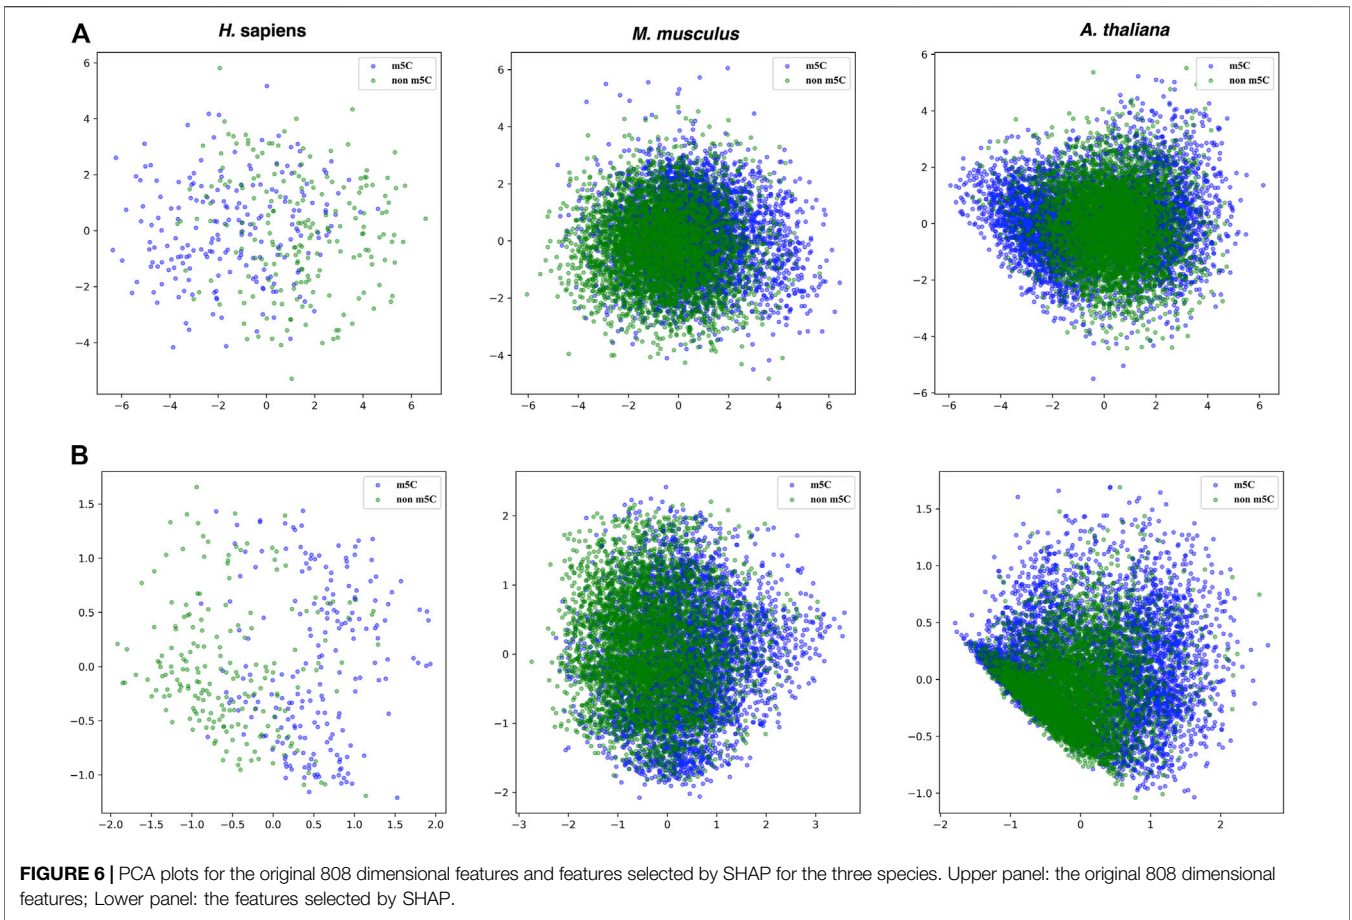 A
H. sapiens
M. musculus
A. thaliana
m5C
non m5C
6
4
2
0
−2
−4
−6 −4 −2 0 2 4 6
m5C
non m5C
6
4
2
0
−2
−4
−6 −4 −2 0 2 4 6
m5C
non m5C
6
4
2
0
−2
−4
−6
−6 −4 −2 0 2 4 6
B
m5C
non m5C
1.5
1.0
0.5
0.0
−0.5
−1.0
−2.0 −1.5 −1.0 −0.5 0.0 0.5 1.0 1.5 2.0
m5C
non m5C
2
1
0
−1
−2
−3 −2 −1 0 1 2 3
m5C
non m5C
1.5
1.0
0.5
0.0
−0.5
−1.0
−2 −1 0 1 2
FIGURE 6 | PCA plots for the original 808 dimensional features and features selected by SHAP for the three species. Upper panel: the original 808 dimensional
features; Lower panel: the features selected by SHAP.